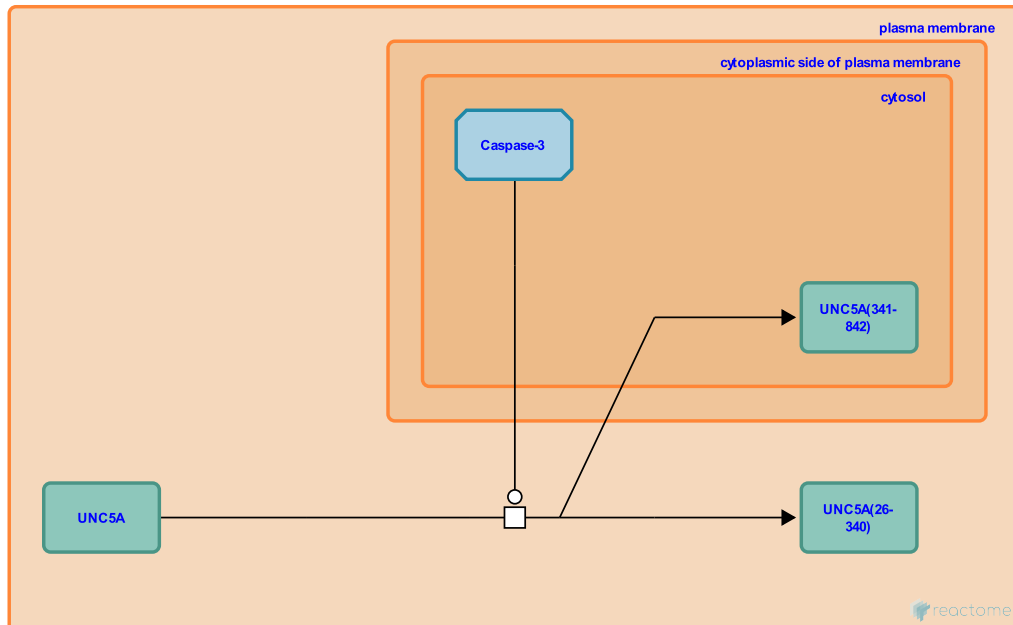 plasma membrane
cytoplasmic side of plasma membrane
cytosol
Caspase-3
UNC5A(341-
842)
UNC5A
UNC5A(26-
340)
reactome